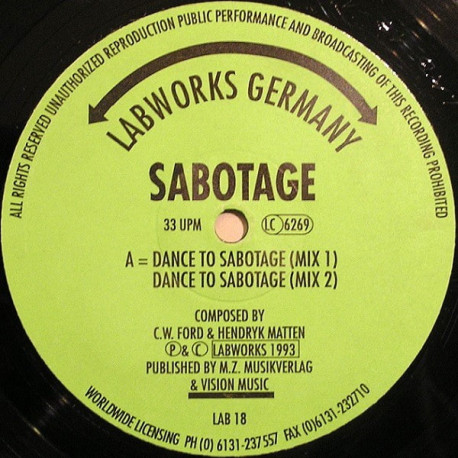 ALL RIGHTS RESERVED UNAUTHORIZED REPRODUCTION PUBLIC PERFORMANCE AND BROADCASTING OF THIS RECORDING PROHIBITED
LABWORKS GERMANY
SABOTAGE
33 UPM LC 6269
A = DANCE TO SABOTAGE (MIX 1)
DANCE TO SABOTAGE (MIX 2)
COMPOSED BY
C.W. FORD & HENDRYK MATTEN
Ⓟ & Ⓒ LABWORKS 1993
PUBLISHED BY M.Z. MUSIKVERLAG
& VISION MUSIC
LAB 18
WORLDWIDE LICENSING PH (0) 6131-237 557 FAX (0)6131-232710